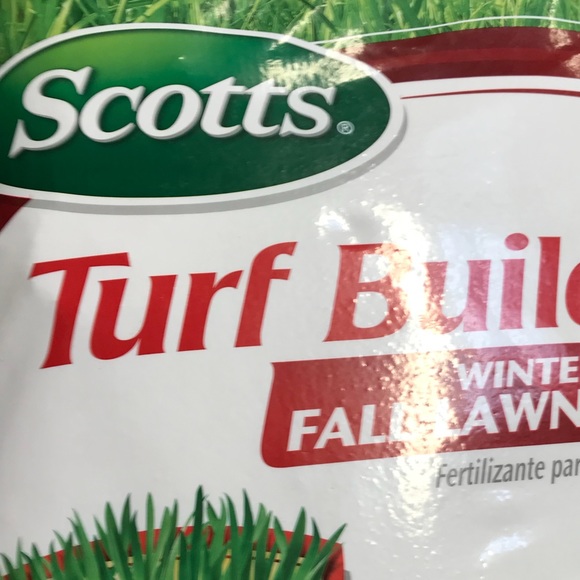 Scotts®
Turf Buil
WINTE
FALL LAWN
Fertilizante par